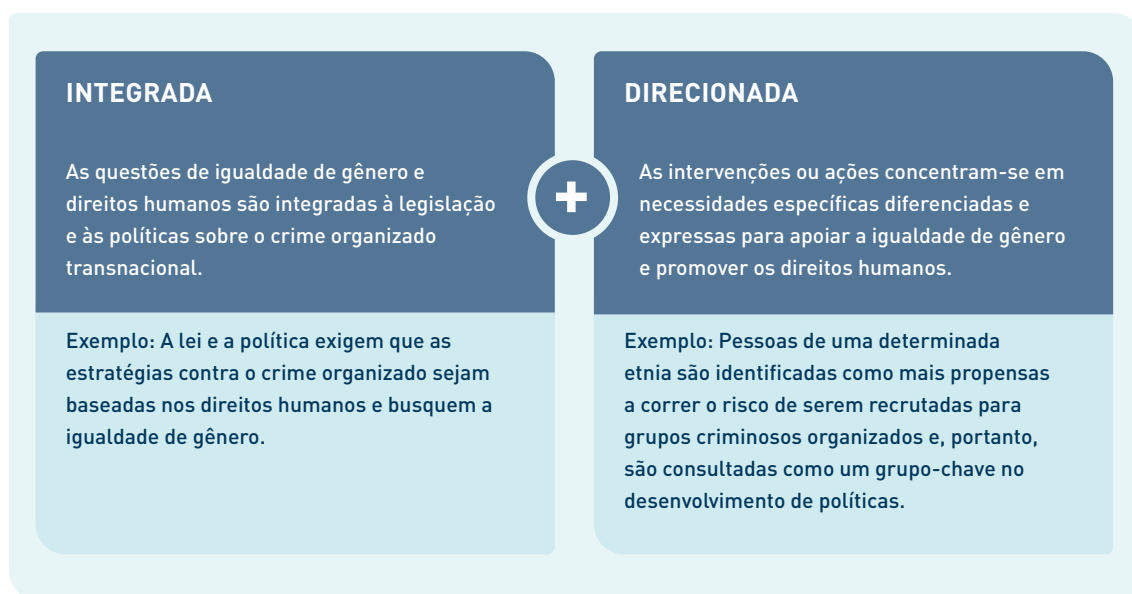 INTEGRADA
As questões de igualdade de gênero e
direitos humanos são integradas à legislação
e às políticas sobre o crime organizado
transnacional.
Exemplo: A lei e a política exigem que as
estratégias contra o crime organizado sejam
baseadas nos direitos humanos e busquem a
igualdade de gênero.
+
DIRECIONADA
As intervenções ou ações concentram-se em
necessidades específicas diferenciadas e
expressas para apoiar a igualdade de gênero
e promover os direitos humanos.
Exemplo: Pessoas de uma determinada
etnia são identificadas como mais propensas
a correr o risco de serem recrutadas para
grupos criminosos organizados e, portanto,
são consultadas como um grupo-chave no
desenvolvimento de políticas.